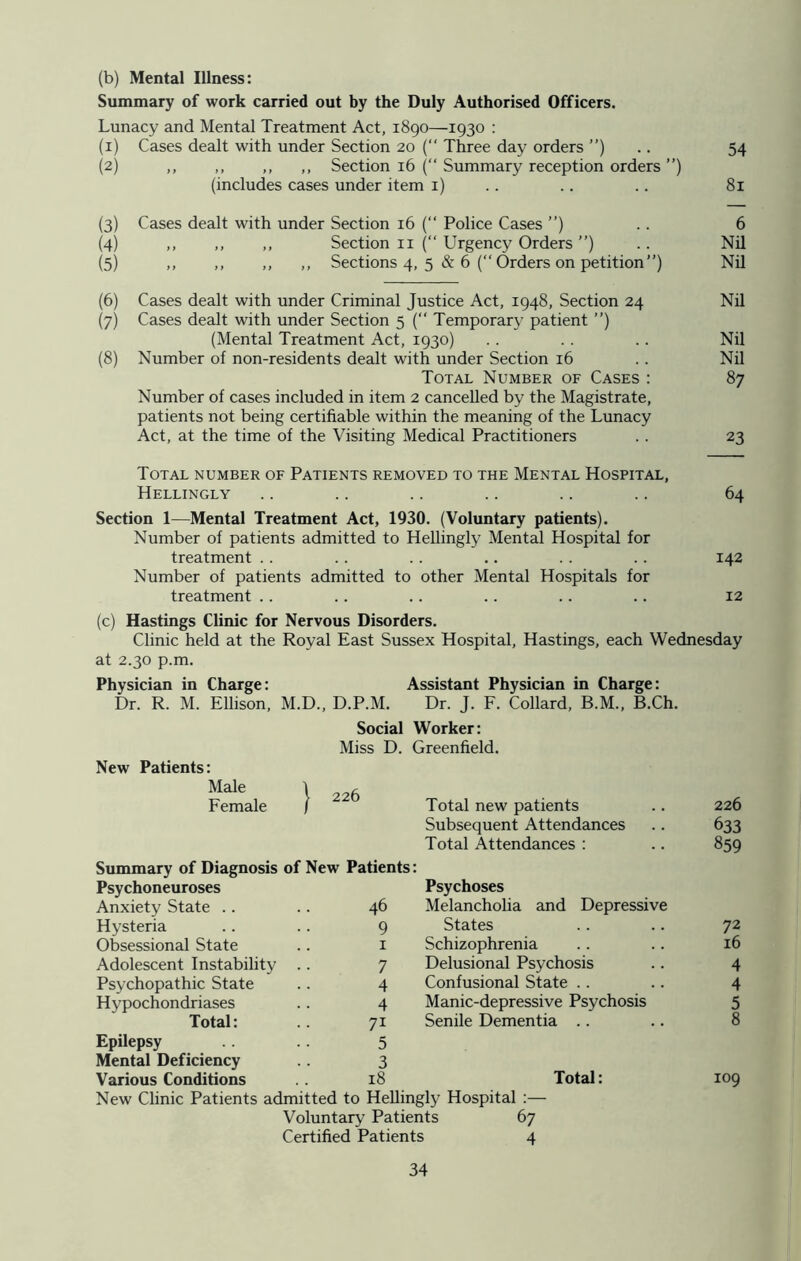 (b) Mental Illness:
Summary of work carried out by the Duly Authorised Officers.
Lunacy and Mental Treatment Act, 1890—1930 :
(1) Cases dealt with under Section 20 (“ Three day orders ”) .. 54
(2) ,, ,, ,, ,, Section 16 (“ Summary reception orders ”)
(includes cases under item 1) .. .. .. 81
(3) Cases dealt with under Section 16 (“ Police Cases ”) .. 6
(4) ,, ,, ,, Section 11 (“ Urgency Orders ”) .. Nil
(5) ,, ,, ,, ,, Sections 4, 5 & 6 (“ Orders on petition”) Nil
(6) Cases dealt with under Criminal Justice Act, 1948, Section 24 Nil
(7) Cases dealt with under Section 5 (“ Temporary patient ”)
(Mental Treatment Act, 1930) .. .. .. Nil
(8) Number of non-residents dealt with under Section 16 .. Nil
Total Number of Cases : 87
Number of cases included in item 2 cancelled by the Magistrate,
patients not being certifiable within the meaning of the Lunacy
Act, at the time of the Visiting Medical Practitioners .. 23
Total number of Patients removed to the Mental Hospital,
Hellingly .. .. .. .. .. .. 64
Section 1—Mental Treatment Act, 1930. (Voluntary patients).
Number of patients admitted to Hellingly Mental Hospital for
treatment .. .. .. .. .. .. 142
Number of patients admitted to other Mental Hospitals for
treatment .. .. .. .. .. .. 12
(c) Hastings Clinic for Nervous Disorders.
Clinic held at the Royal East Sussex Hospital, Hastings, each Wednesday
at 2.30 p.m.
Physician in Charge: Assistant Physician in Charge:
Dr. R. M. Ellison, M.D., D.P.M. Dr. J. F. Collard, B.M., B.Ch.
Social Worker:
Miss D. Greenfield.
New Patients:
Male } 226
Female Total new patients .. 226
Subsequent Attendances .. 633
Total Attendances : .. 859
Summary of Diagnosis of New Patients:
Psychoneuroses Psychoses
Anxiety State .. .. 46 Melancholia and Depressive
Hysteria .. .. 9 States .. .. 72
Obsessional State .. 1 Schizophrenia .. .. 16
Adolescent Instability .. 7 Delusional Psychosis .. 4
Psychopathic State .. 4 Confusional State .. .. 4
Hypochondriases .. 4 Manic-depressive Psychosis 5
Total: .. 71 Senile Dementia .. .. 8
Epilepsy .. .. 5
Mental Deficiency .. 3
Various Conditions .. 18 Total: 109
New Clinic Patients admitted to Hellingly Hospital :—
Voluntary Patients 67
Certified Patients 4
34